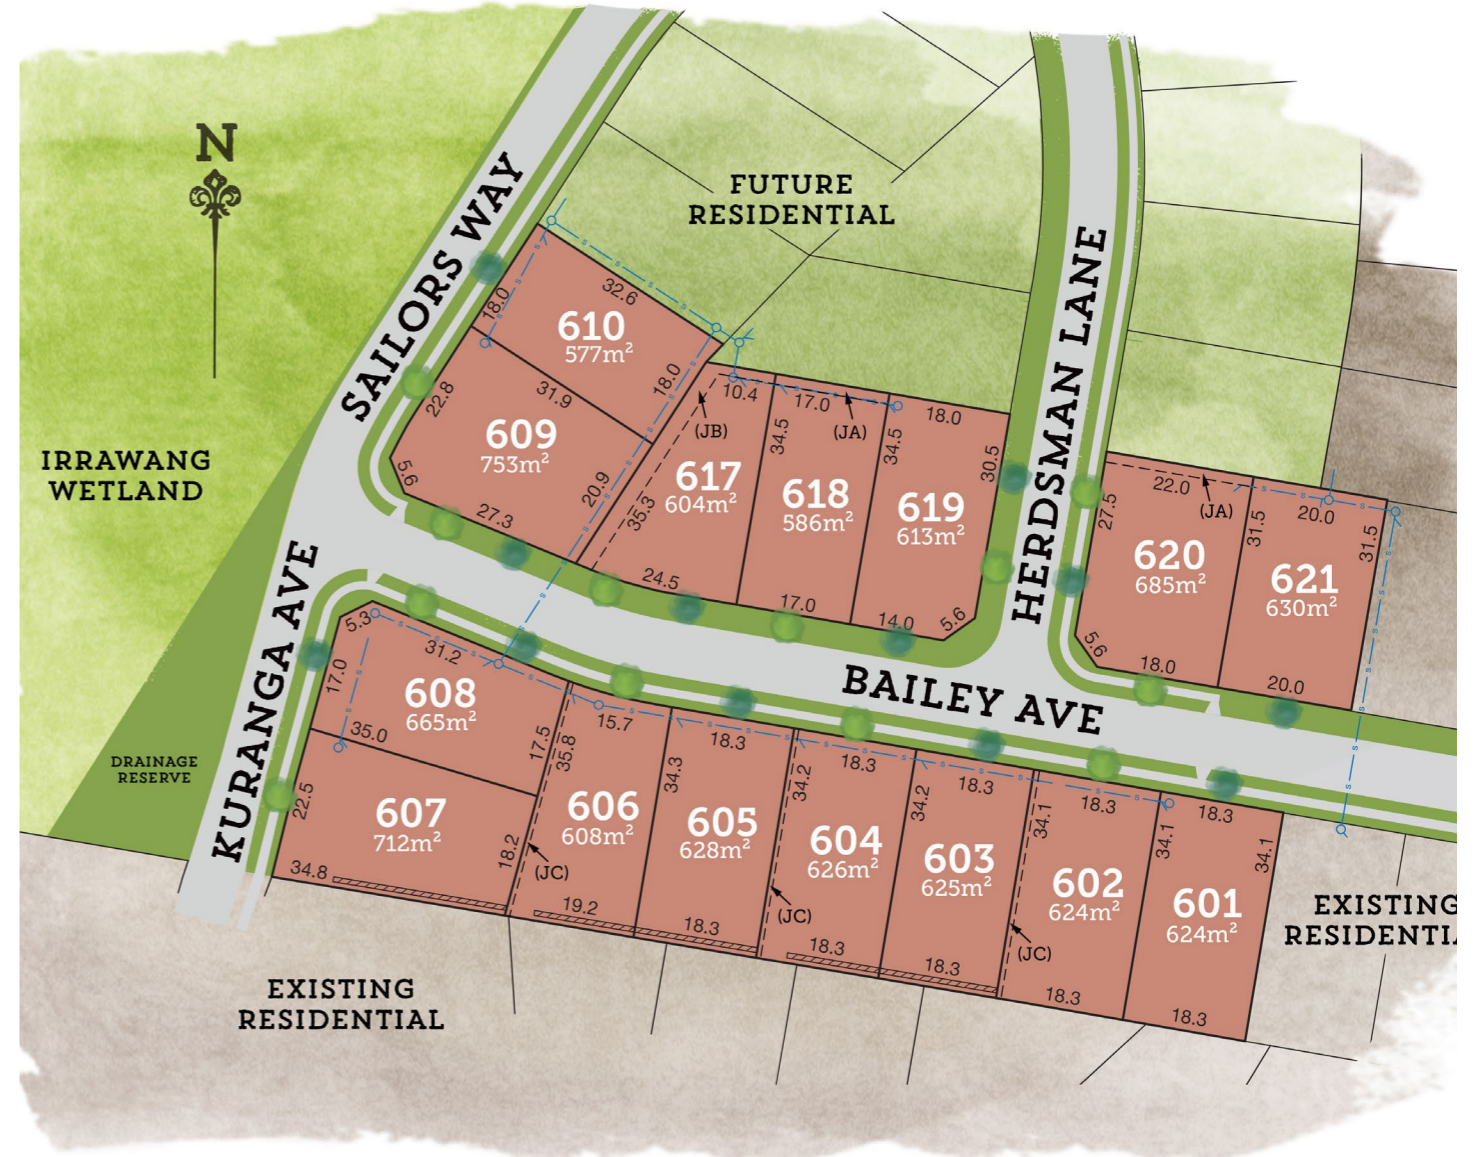 N
SAILORS WAY
FUTURE
RESIDENTIAL
HERDSMAN LANE
IRRAWANG
WETLAND
32.6
18.0
610
577m²
18.0
31.9
22.8
609
753m²
5.6
27.3
20.9
10.4
(JB)
35.3
617
604m²
24.5
17.0
(JA)
34.5
618
586m²
17.0
18.0
34.5
30.5
619
613m²
14.0
5.6
22.0
(JA)
27.5
620
685m²
5.6
18.0
20.0
31.5
31.5
621
630m²
20.0
BAILEY AVE
KURANGA AVE
DRAINAGE
RESERVE
5.3
31.2
17.0
608
665m²
17.5
35.0
22.5
607
712m²
18.2
34.8
(JC)
15.7
35.8
606
608m²
19.2
18.3
34.3
605
628m²
18.3
(JC)
18.3
34.2
604
626m²
18.3
18.3
34.2
603
625m²
18.3
(JC)
18.3
34.1
602
624m²
18.3
18.3
34.1
34.1
601
624m²
18.3
EXISTING
RESIDENTIAL
EXISTING
RESIDENTIA